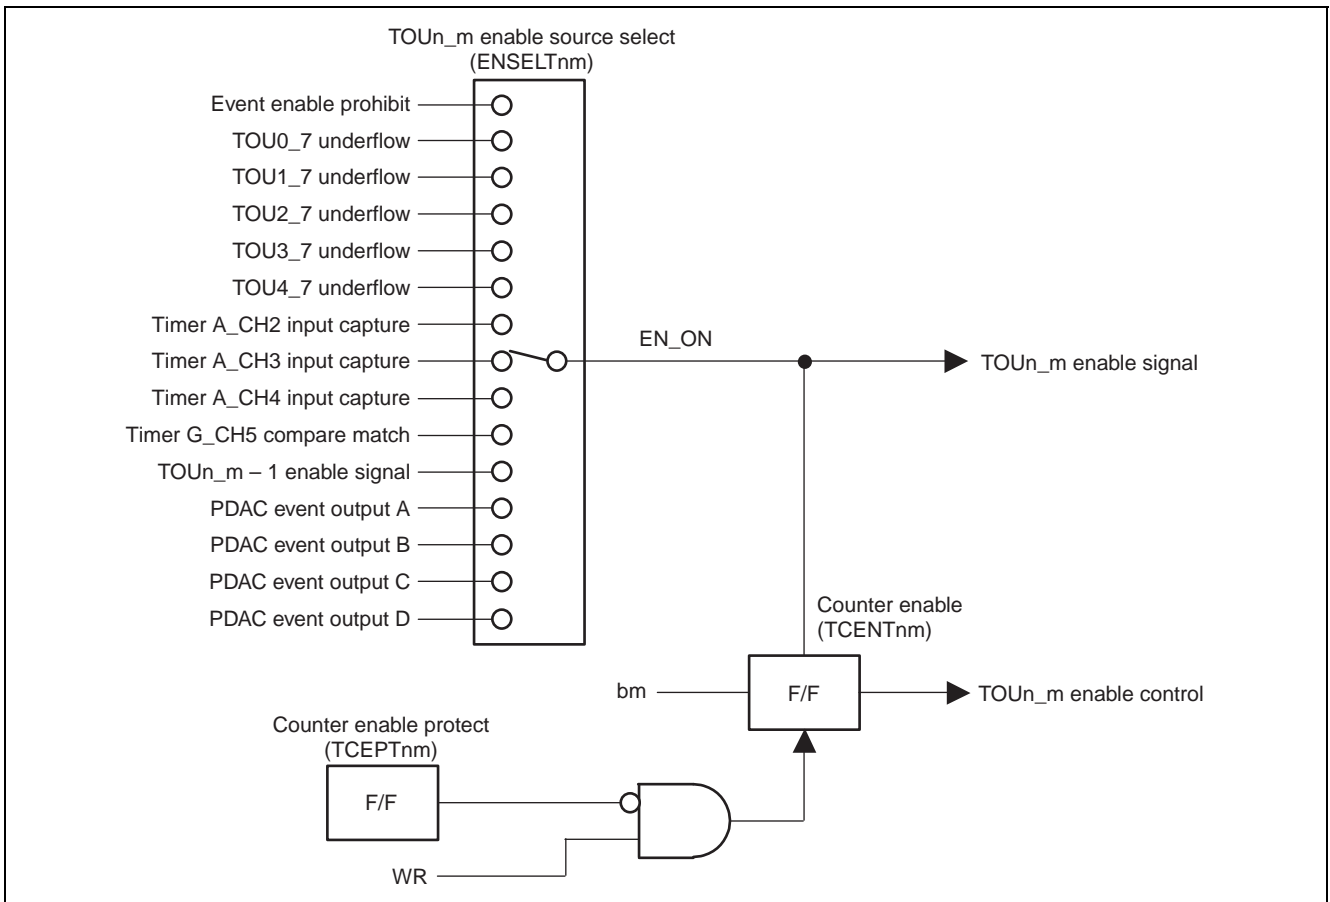 TOUn_m enable source select
(ENSELTnm)
Event enable prohibit
TOU0_7 underflow
TOU1_7 underflow
TOU2_7 underflow
TOU3_7 underflow
TOU4_7 underflow
Timer A_CH2 input capture
Timer A_CH3 input capture
Timer A_CH4 input capture
Timer G_CH5 compare match
TOUn_m – 1 enable signal
PDAC event output A
PDAC event output B
PDAC event output C
PDAC event output D
EN_ON
TOUn_m enable signal
Counter enable
(TCENTnm)
bm
F/F
TOUn_m enable control
Counter enable protect
(TCEPTnm)
F/F
WR